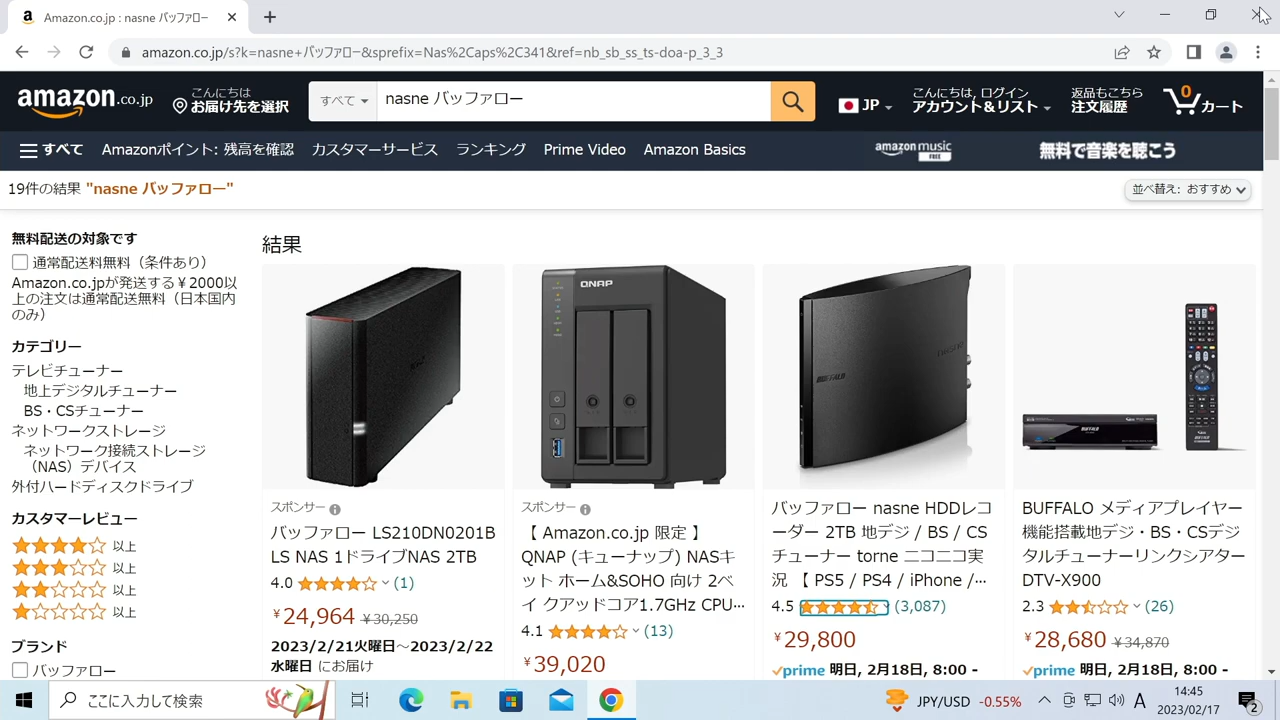 Amazon.co.jp : nasne バッファロー
amazon.co.jp/s?k=nasne+バッファロー&sprefix=Nas%2Caps%2C341&ref=nb_sb_ss_ts-doa-p_3_3
amazon.co.jp
こんにちは
お届け先を選択
すべて
nasne バッファロー
JP
こんにちは, ログイン
アカウント&リスト
返品もこちら
注文履歴
0
カート
すべて
Amazonポイント: 残高を確認
カスタマーサービス
ランキング
Prime Video
Amazon Basics
amazon music
FREE
無料で音楽を聴こう
19件の結果 "nasne バッファロー"
並べ替え: おすすめ
無料配送の対象です
通常配送料無料（条件あり）
Amazon.co.jpが発送する￥2000以
上の注文は通常配送無料（日本国内
のみ）
カテゴリー
テレビチューナー
地上デジタルチューナー
BS・CSチューナー
ネットワークストレージ
ネットワーク接続ストレージ
（NAS）デバイス
外付ハードディスクドライブ
カスタマーレビュー
以上
以上
以上
以上
ブランド
バッファロー
結果
スポンサー
バッファロー LS210DN0201B
LS NAS 1ドライブNAS 2TB
4.0
(1)
￥24,964 ￥30,250
2023/2/21火曜日～2023/2/22
水曜日 にお届け
QNAP
スポンサー
【 Amazon.co.jp 限定 】
QNAP (キューナップ) NASキ
ット ホーム&SOHO 向け 2ベ
イ クアッドコア1.7GHz CPU…
4.1
(13)
￥39,020
BUFFALO
nasne
バッファロー nasne HDDレコ
ーダー 2TB 地デジ / BS / CS
チューナー torne ニコニコ実
況 【 PS5 / PS4 / iPhone /…
4.5
(3,087)
￥29,800
prime 明日, 2月18日, 8:00 -
BUFFALO
BUFFALO メディアプレイヤー
機能搭載地デジ・BS・CSデジ
タルチューナーリンクシアター
DTV-X900
2.3
(26)
￥28,680 ￥34,870
prime 明日, 2月18日, 8:00 -
ここに入力して検索
JPY/USD -0.55%
A
14:45
2023/02/17
2